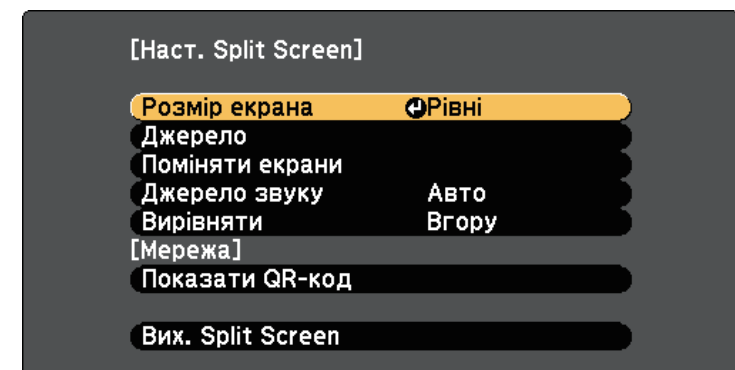 [Наст. Split Screen]
Розмір екрана Рівні
Джерело
Поміняти екрани
Джерело звуку Авто
Вирівняти Вгору
[Мережа]
Показати QR-код
Вих. Split Screen